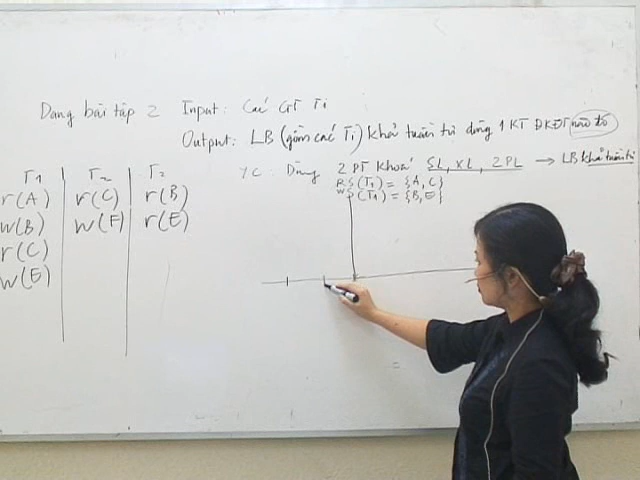 Dạng bài tập 2 Input: Các GT Ti
Output: LB (gồm các Ti) khả tuần tự dùng 1 KT ĐKĐT nào đó
YC: Dùng 2 PT khoá SL, XL, 2PL → LB khả tuần tự
RS(T1) = {A, C}
WS(T1) = {B, E}
T1 T2
r(A) r(C) r(B)
w(B) w(F) r(E)
r(C)
w(E)